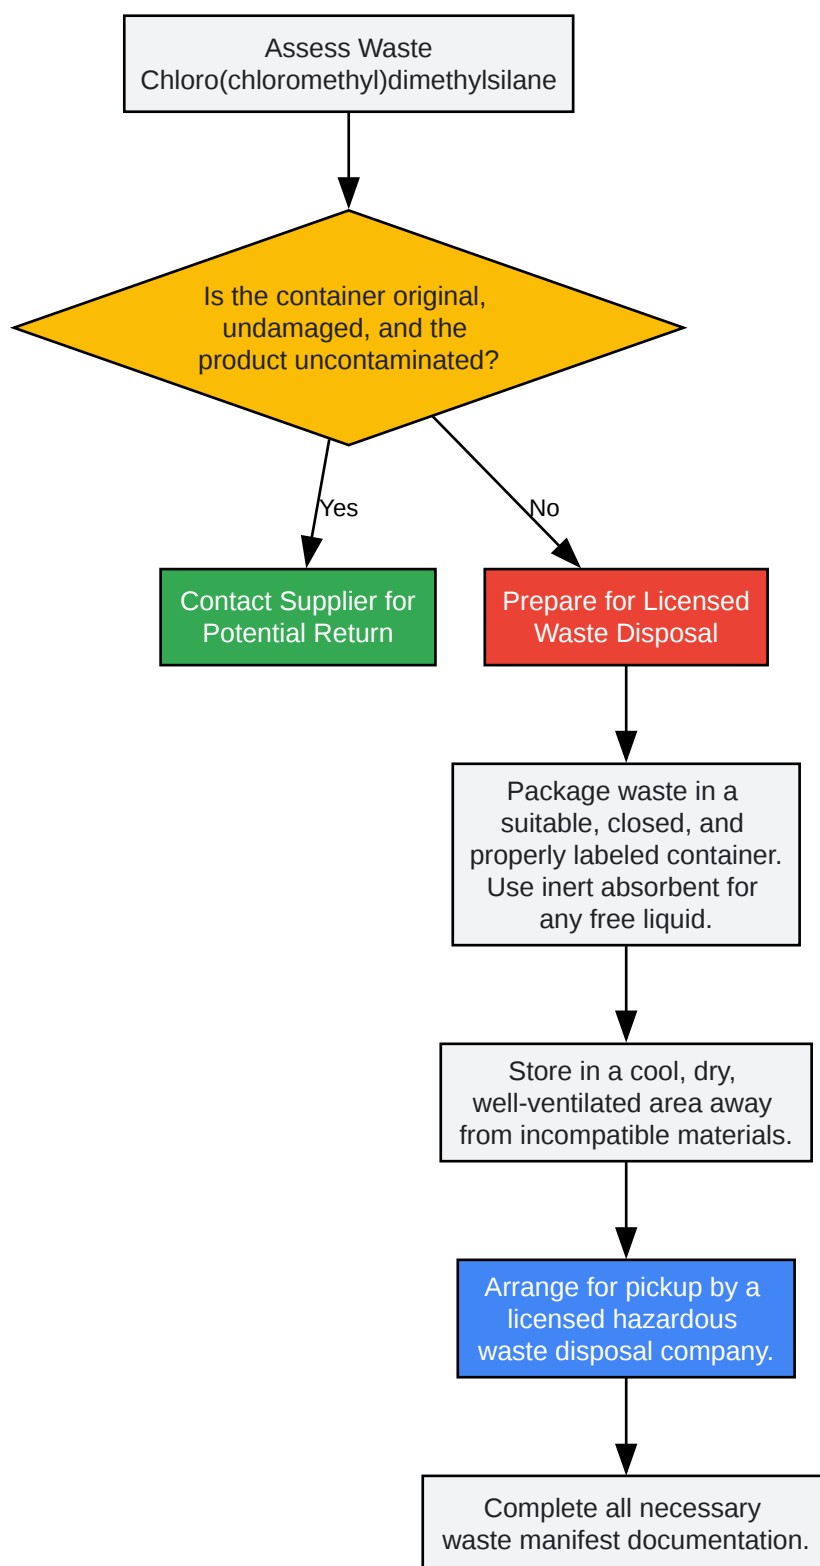 Assess Waste
Chloro(chloromethyl)dimethylsilane
Is the container original,
undamaged, and the
product uncontaminated?
Yes
No
Contact Supplier for
Potential Return
Prepare for Licensed
Waste Disposal
Package waste in a
suitable, closed, and
properly labeled container.
Use inert absorbent for
any free liquid.
Store in a cool, dry,
well-ventilated area away
from incompatible materials.
Arrange for pickup by a
licensed hazardous
waste disposal company.
Complete all necessary
waste manifest documentation.